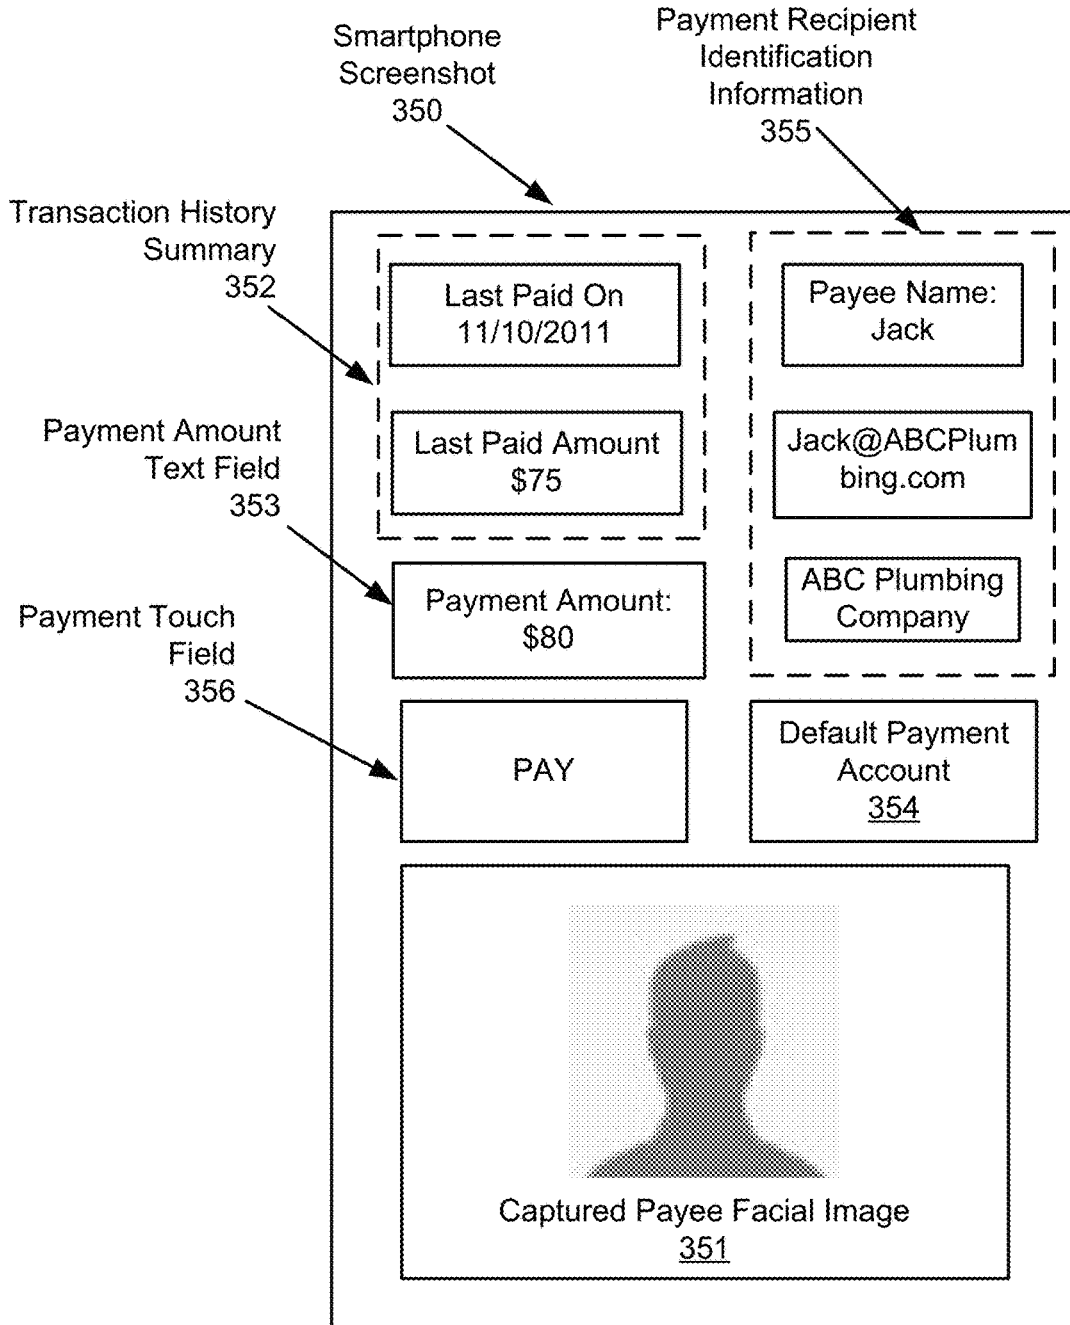 Smartphone
Screenshot
350
Payment Recipient
Identification
Information
355
Transaction History
Summary
352
Last Paid On
11/10/2011
Payee Name:
Jack
Payment Amount
Text Field
353
Last Paid Amount
$75
Jack@ABCPlum
bing.com
Payment Amount:
$80
ABC Plumbing
Company
Payment Touch
Field
356
PAY
Default Payment
Account
354
Captured Payee Facial Image
351